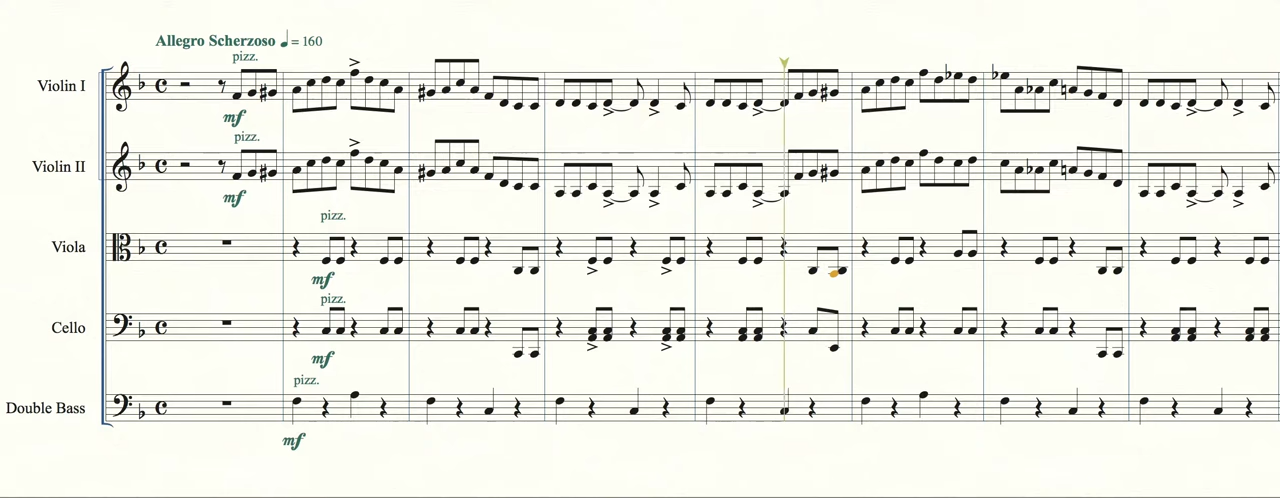 Allegro Scherzoso ♩ = 160
pizz.
Violin I
mf
pizz.
Violin II
mf
pizz.
Viola
mf
pizz.
Cello
mf
pizz.
Double Bass
mf